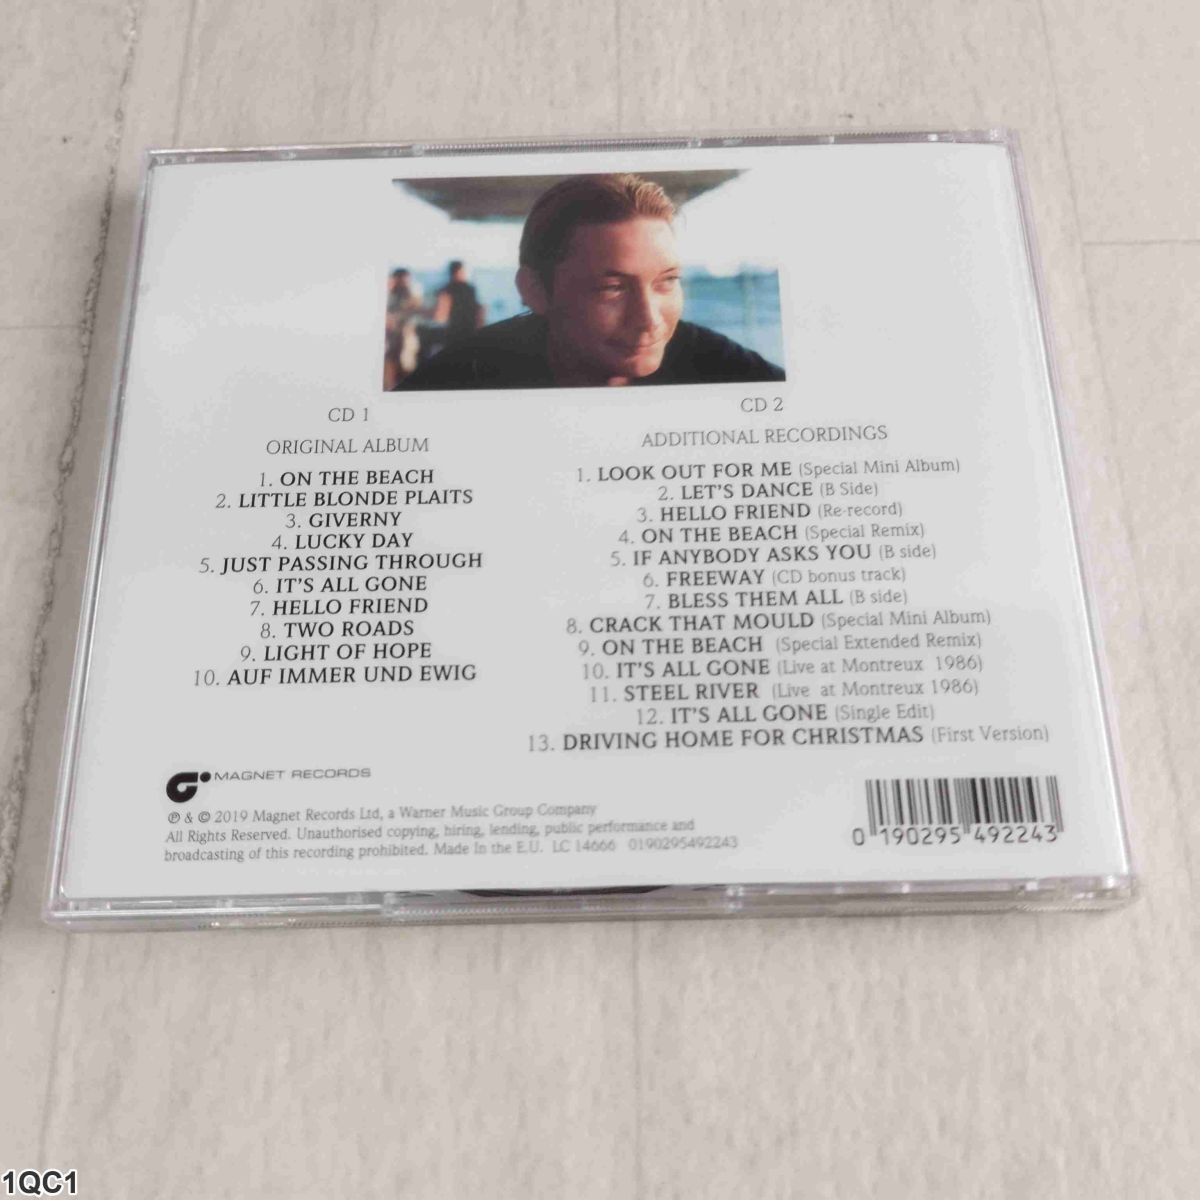 CD 1
ORIGINAL ALBUM
1. ON THE BEACH
2. LITTLE BLONDE PLAITS
3. GIVERNY
4. LUCKY DAY
5. JUST PASSING THROUGH
6. IT'S ALL GONE
7. HELLO FRIEND
8. TWO ROADS
9. LIGHT OF HOPE
10. AUF IMMER UND EWIG
CD 2
ADDITIONAL RECORDINGS
1. LOOK OUT FOR ME (Special Mini Album)
2. LET'S DANCE (B Side)
3. HELLO FRIEND (Re-record)
4. ON THE BEACH (Special Remix)
5. IF ANYBODY ASKS YOU (B side)
6. FREEWAY (CD bonus track)
7. BLESS THEM ALL (B side)
8. CRACK THAT MOULD (Special Mini Album)
9. ON THE BEACH (Special Extended Remix)
10. IT'S ALL GONE (Live at Montreux 1986)
11. STEEL RIVER (Live at Montreux 1986)
12. IT'S ALL GONE (Single Edit)
13. DRIVING HOME FOR CHRISTMAS (First Version)
MAGNET RECORDS
℗ & © 2019 Magnet Records Ltd, a Warner Music Group Company
All Rights Reserved. Unauthorised copying, hiring, lending, public performance and
broadcasting of this recording prohibited. Made In the E.U. LC 14666 0190295492243
0 190295 492243
1QC1